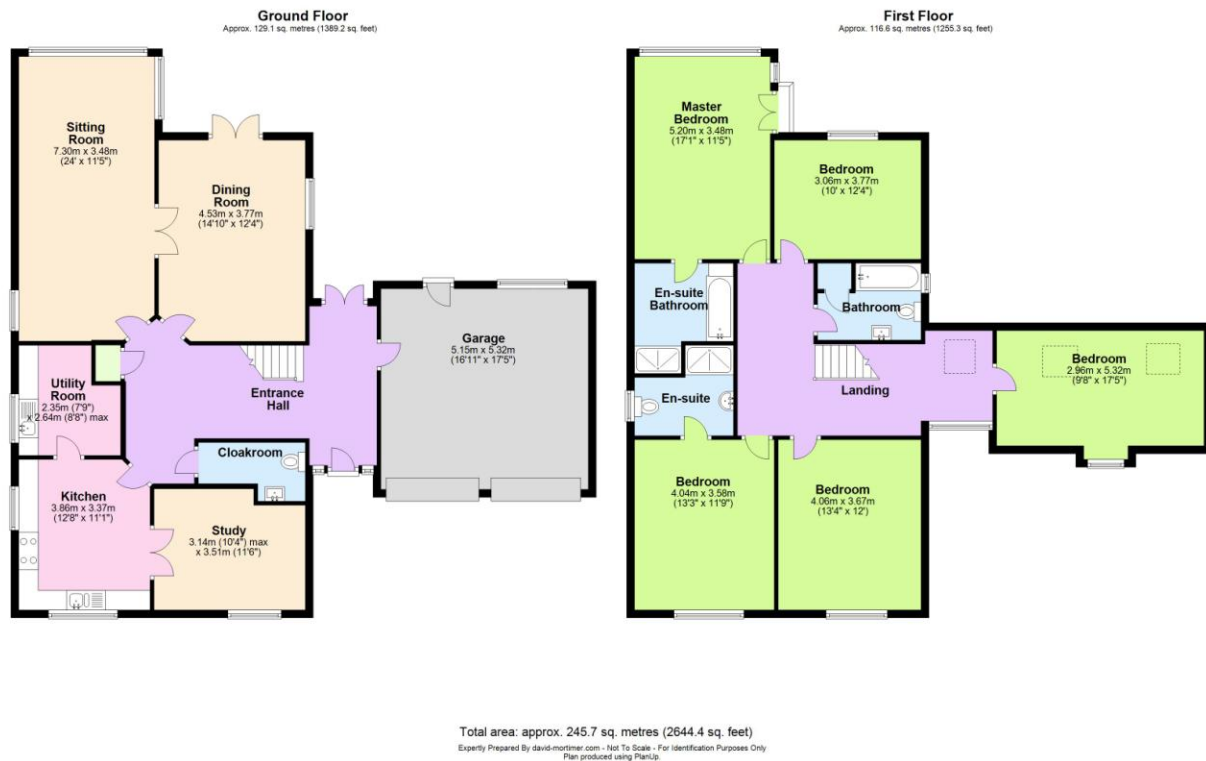 Ground Floor
Approx. 129.1 sq. metres (1389.2 sq. feet)
Sitting
Room
7.30m x 3.48m
(24' x 11'5")
Dining
Room
4.53m x 3.77m
(14'10" x 12'4")
Garage
5.15m x 5.32m
(16'11" x 17'5")
Utility
Room
2.35m (7'9")
x 2.64m (8'8") max
Entrance
Hall
Cloakroom
Kitchen
3.86m x 3.37m
(12'8" x 11'1")
Study
3.14m (10'4") max
x 3.51m (11'6")
First Floor
Approx. 116.6 sq. metres (1255.3 sq. feet)
Master
Bedroom
5.20m x 3.48m
(17'1" x 11'5")
Bedroom
3.06m x 3.77m
(10' x 12'4")
En-suite
Bathroom
Bathroom
Bedroom
2.96m x 5.32m
(9'8" x 17'5")
En-suite
Landing
Bedroom
4.04m x 3.58m
(13'3" x 11'9")
Bedroom
4.06m x 3.67m
(13'4" x 12')
Total area: approx. 245.7 sq. metres (2644.4 sq. feet)
Expertly Prepared By david-mortimer.com - Not To Scale - For Identification Purposes Only
Plan produced using PlanUp.